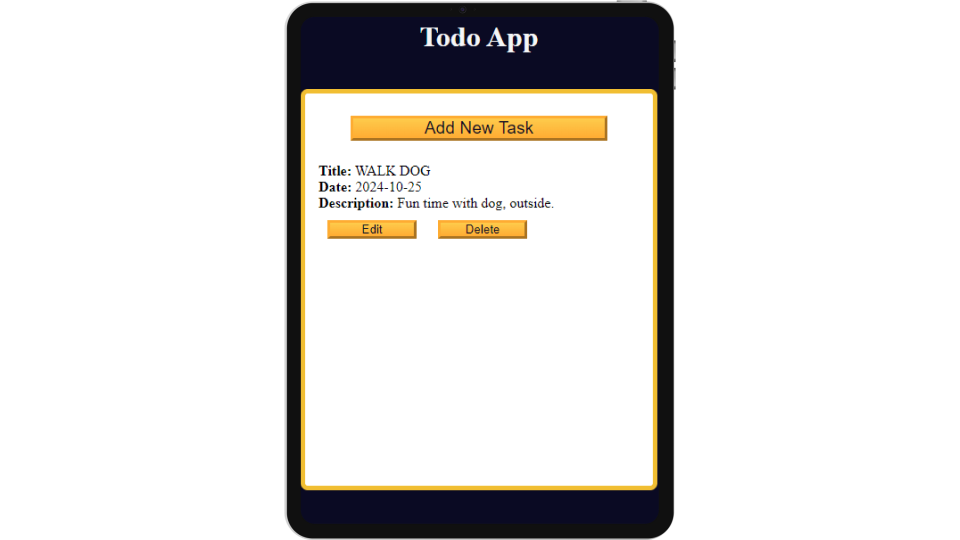 Todo App
Add New Task
Title: WALK DOG
Date: 2024-10-25
Description: Fun time with dog, outside.
Edit Delete